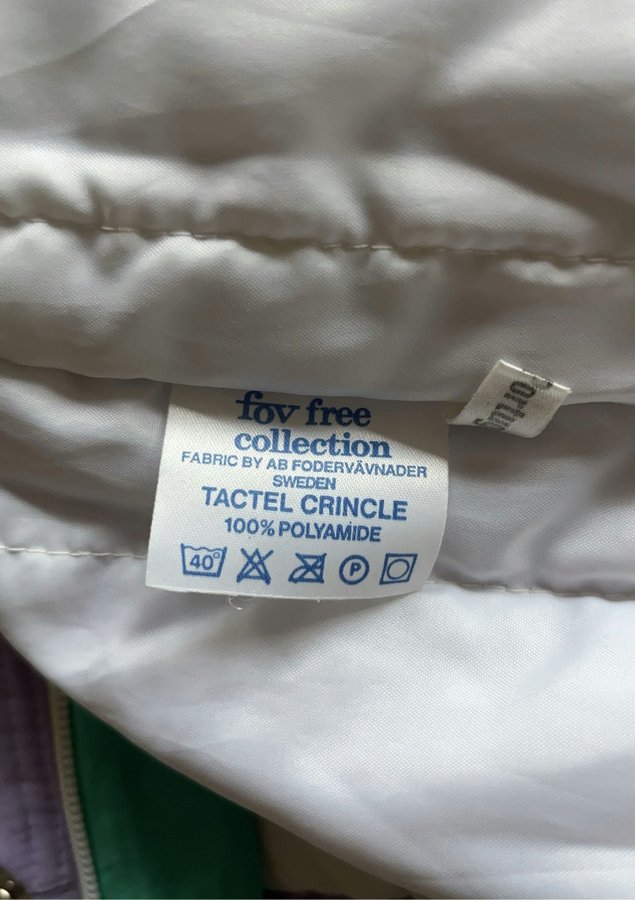 fov free
collection
FABRIC BY AB FODERVÄVNADER
SWEDEN
TACTEL CRINCLE
100% POLYAMIDE
40°
P